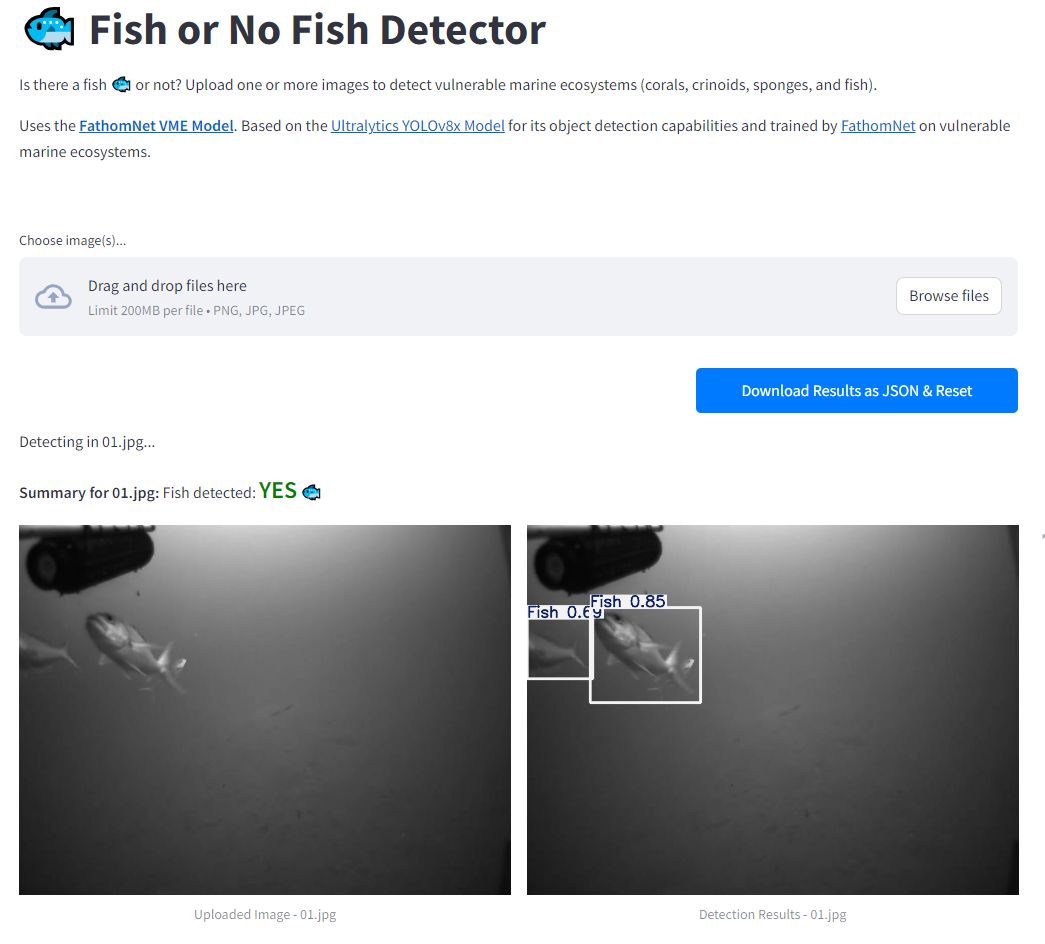 Fish or No Fish Detector
Is there a fish or not? Upload one or more images to detect vulnerable marine ecosystems (corals, crinoids, sponges, and fish).
Uses the FathomNet VME Model. Based on the Ultralytics YOLOv8x Model for its object detection capabilities and trained by FathomNet on vulnerable
marine ecosystems.
Choose image(s)...
Drag and drop files here
Limit 200MB per file • PNG, JPG, JPEG
Browse files
Download Results as JSON & Reset
Detecting in 01.jpg...
Summary for 01.jpg: Fish detected: YES
Fish 0.85
Fish 0.69
Uploaded Image - 01.jpg
Detection Results - 01.jpg